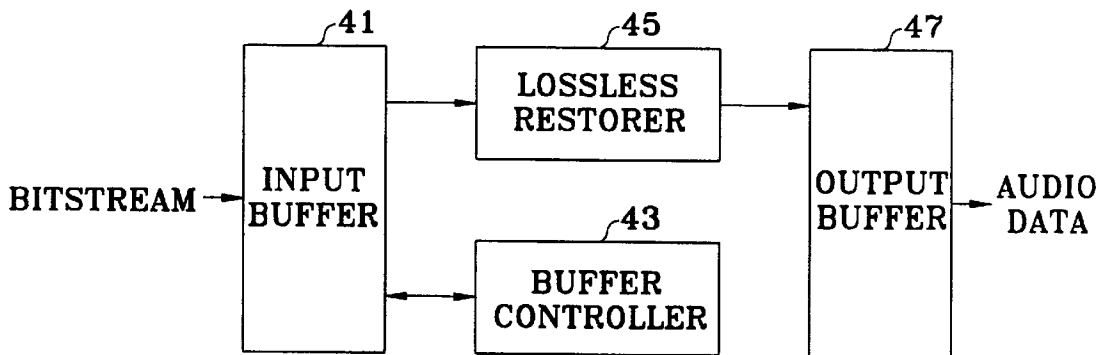 41
45
47
LOSSLESS
RESTORER
BITSTREAM
INPUT
BUFFER
OUTPUT
BUFFER
AUDIO
DATA
43
BUFFER
CONTROLLER